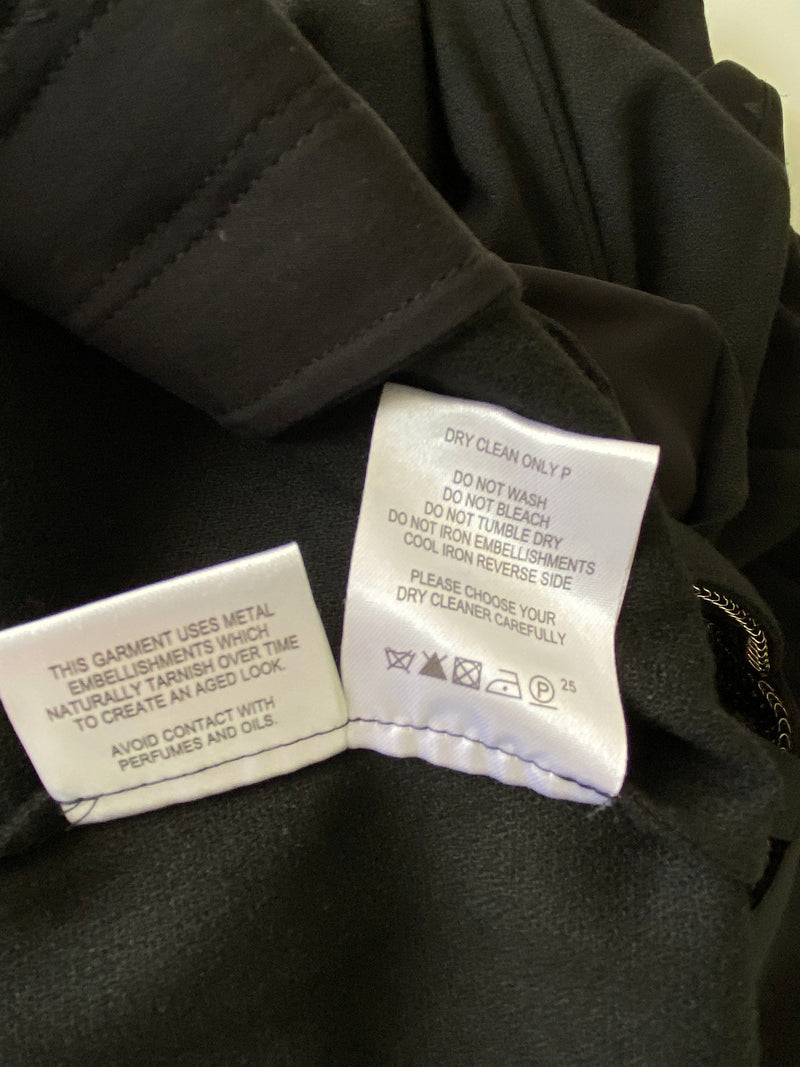 THIS GARMENT USES METAL
EMBELLISHMENTS WHICH
NATURALLY TARNISH OVER TIME
TO CREATE AN AGED LOOK.
AVOID CONTACT WITH
PERFUMES AND OILS.
DRY CLEAN ONLY P
DO NOT WASH
DO NOT BLEACH
DO NOT TUMBLE DRY
DO NOT IRON EMBELLISHMENTS
COOL IRON REVERSE SIDE
PLEASE CHOOSE YOUR
DRY CLEANER CAREFULLY
P 25